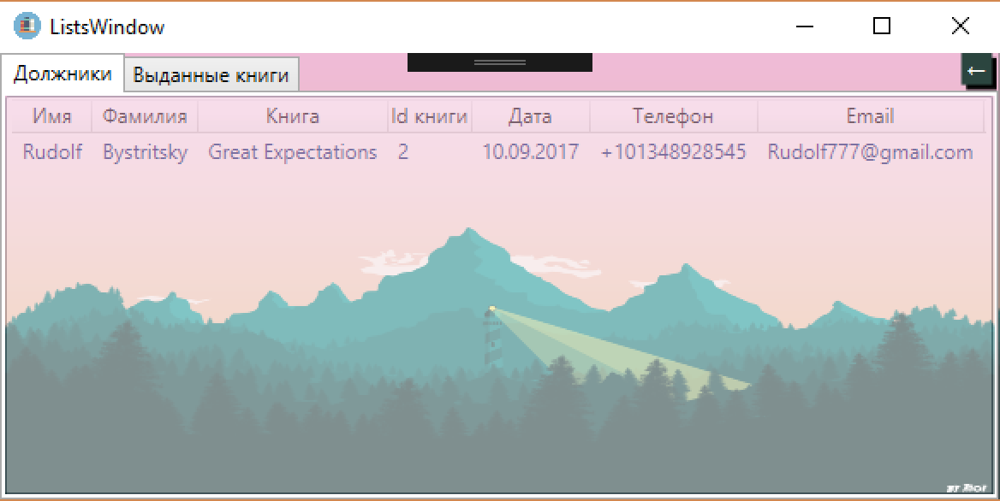 ListsWindow
Должники Выданные книги
Имя Фамилия Книга Id книги Дата Телефон Email
Rudolf Bystritsky Great Expectations 2 10.09.2017 +101348928545 Rudolf777@gmail.com